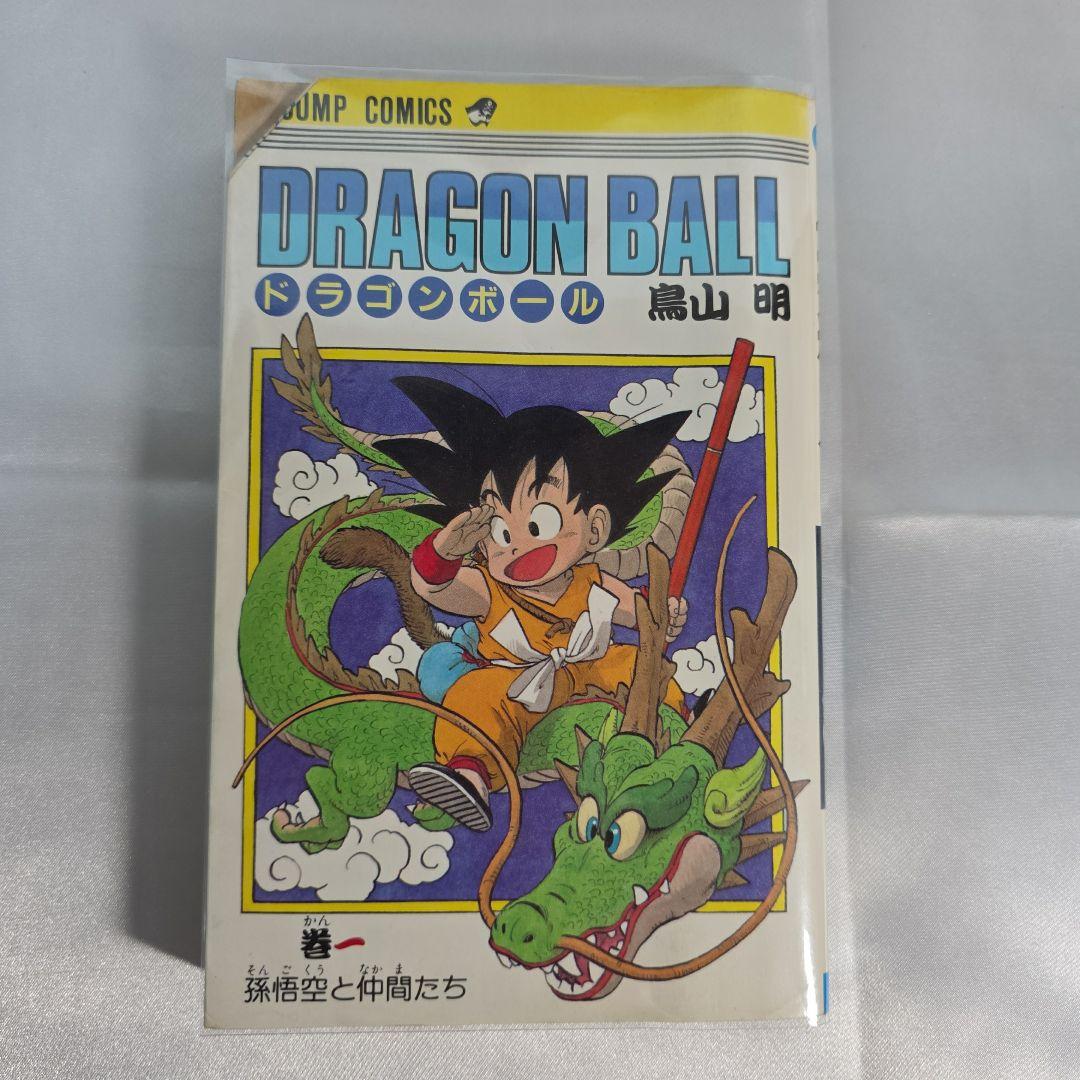 JUMP COMICS
DRAGON BALL
ドラゴンボール 鳥山 明
かん
巻一
そん ご くう なか ま
孫悟空と仲間たち